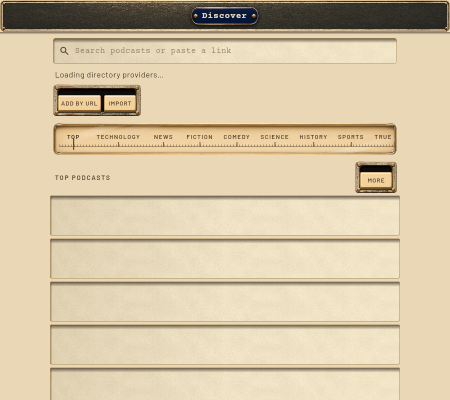 Discover
Search podcasts or paste a link
Loading directory providers...
ADD BY URL IMPORT
TOP TECHNOLOGY NEWS FICTION COMEDY SCIENCE HISTORY SPORTS TRUE
TOP PODCASTS
MORE